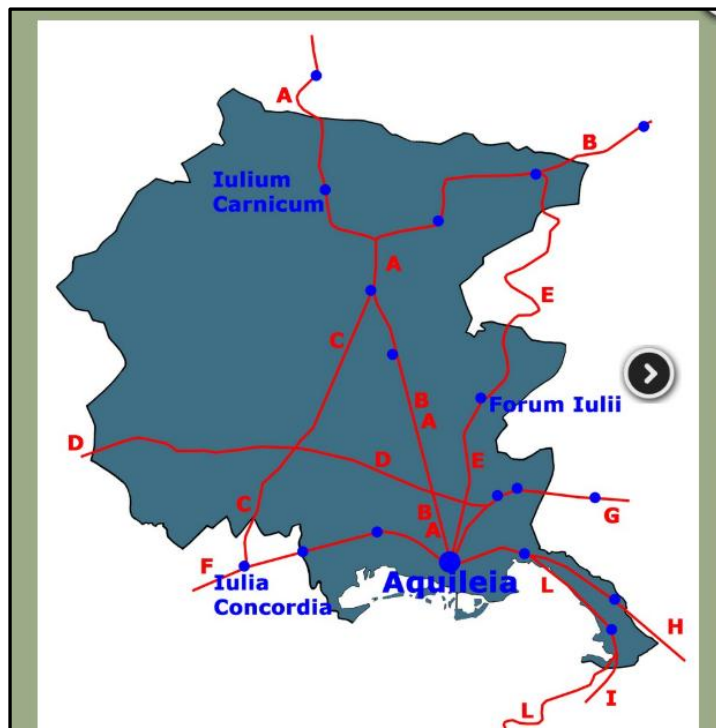 A
B
Iulium
Carnicum
A
E
C
B
A
Forum Iulii
D
D
E
C
B
A
G
F
Aquileia
Iulia
Concordia
L
H
I
L